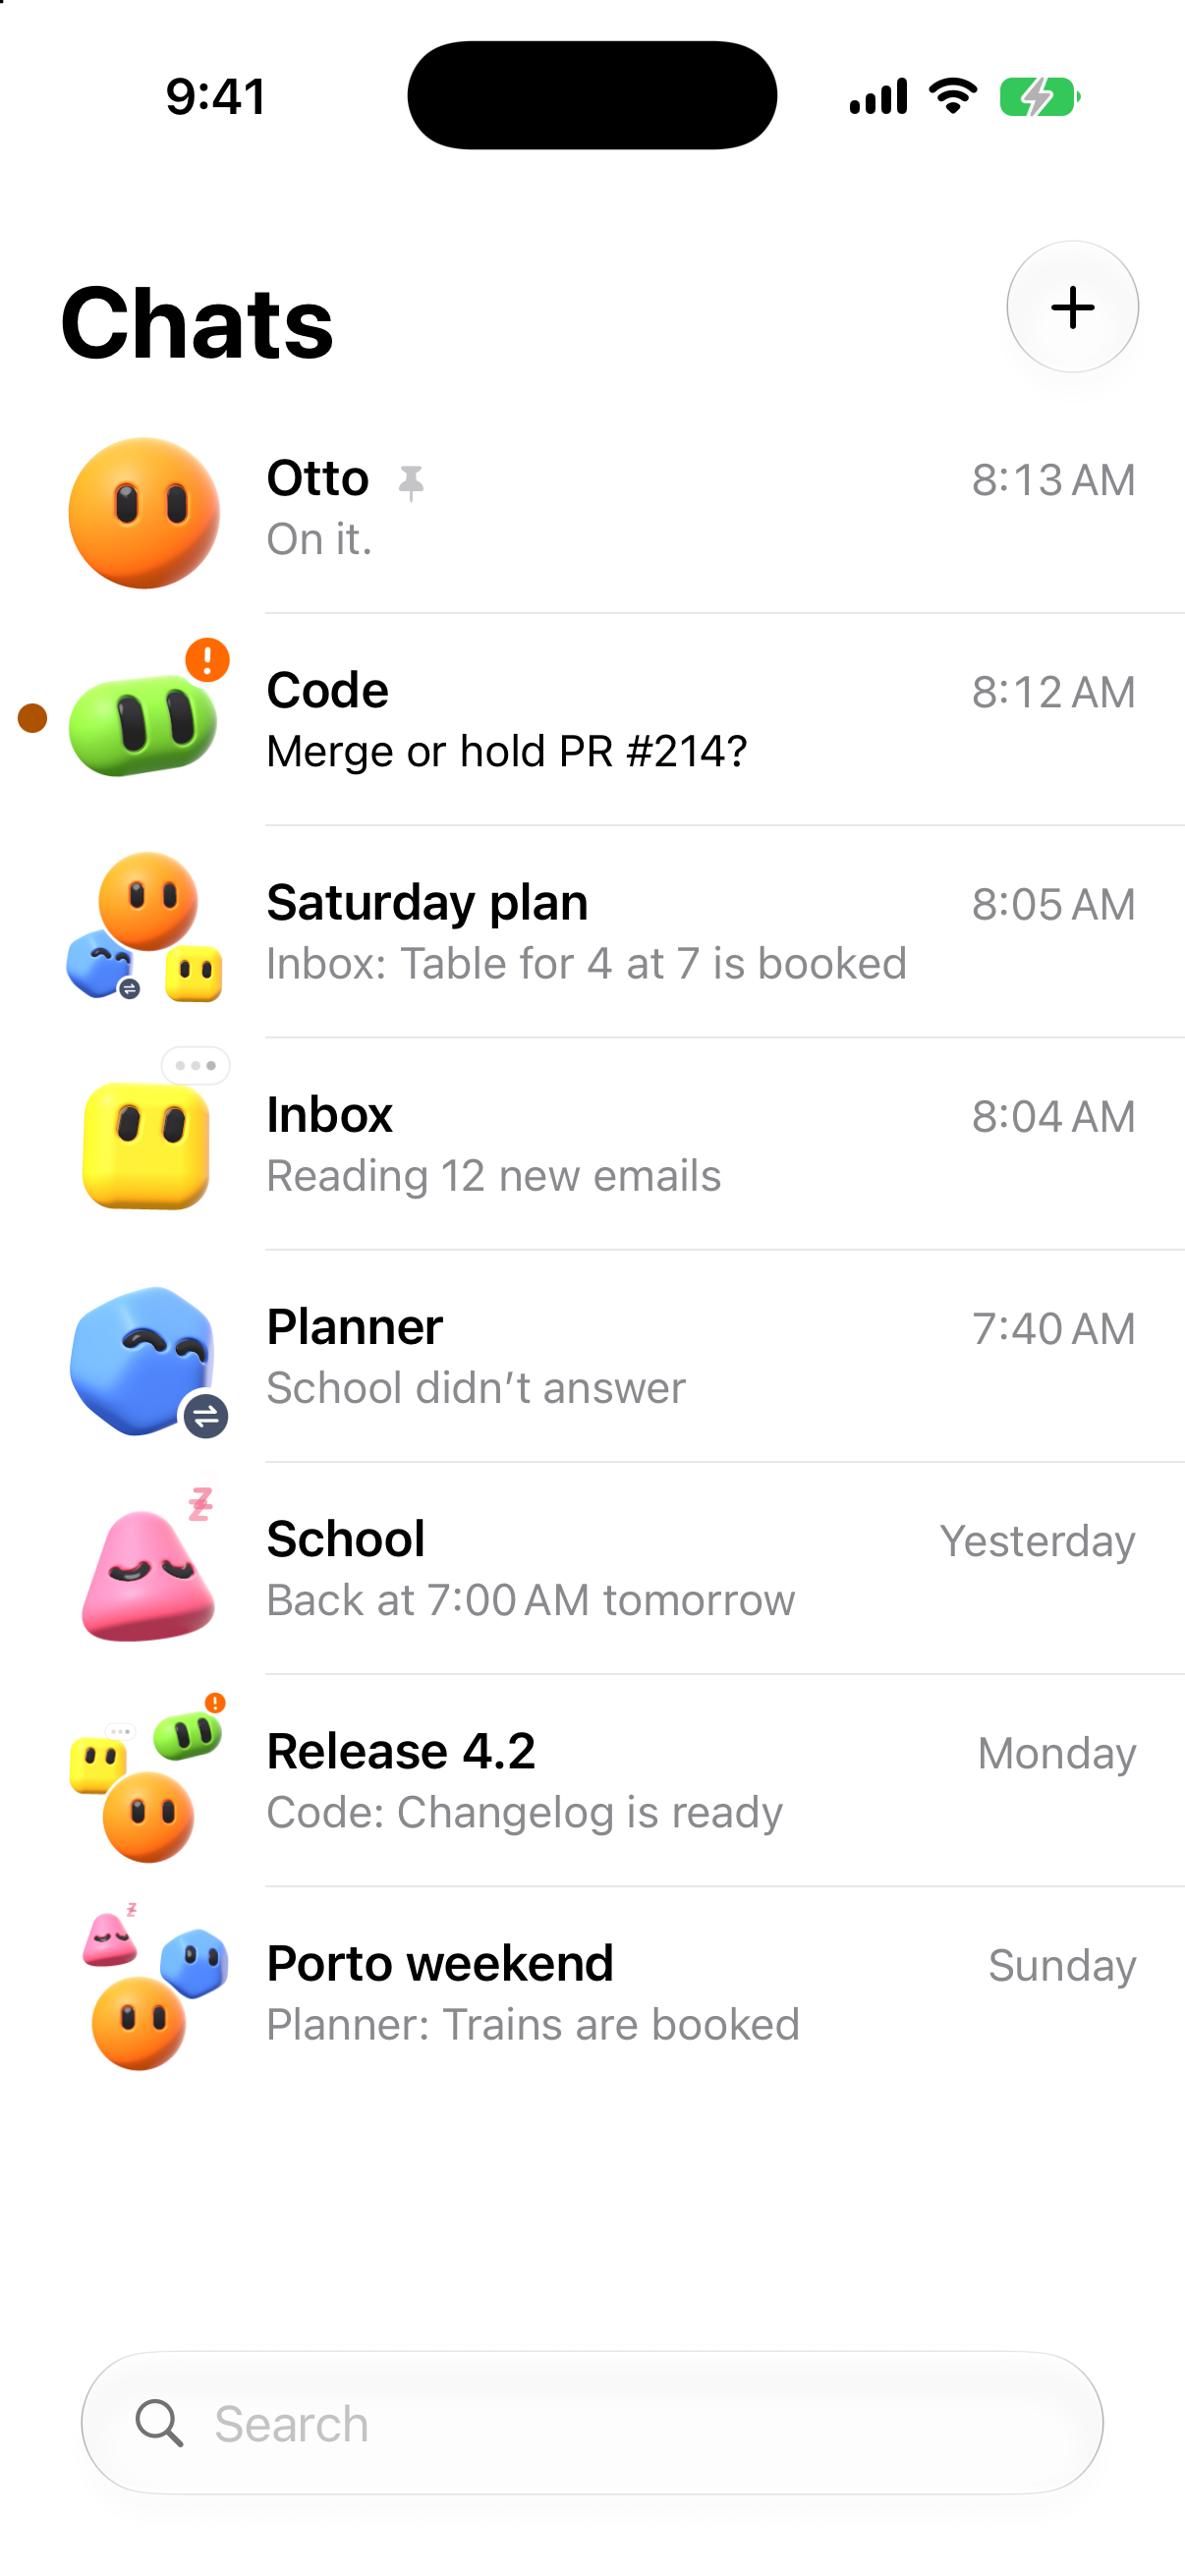 9:41
Chats
Otto
8:13 AM
On it.
Code
8:12 AM
Merge or hold PR #214?
Saturday plan
8:05 AM
Inbox: Table for 4 at 7 is booked
Inbox
8:04 AM
Reading 12 new emails
Planner
7:40 AM
School didn’t answer
School
Yesterday
Back at 7:00 AM tomorrow
Release 4.2
Monday
Code: Changelog is ready
Porto weekend
Sunday
Planner: Trains are booked
Search